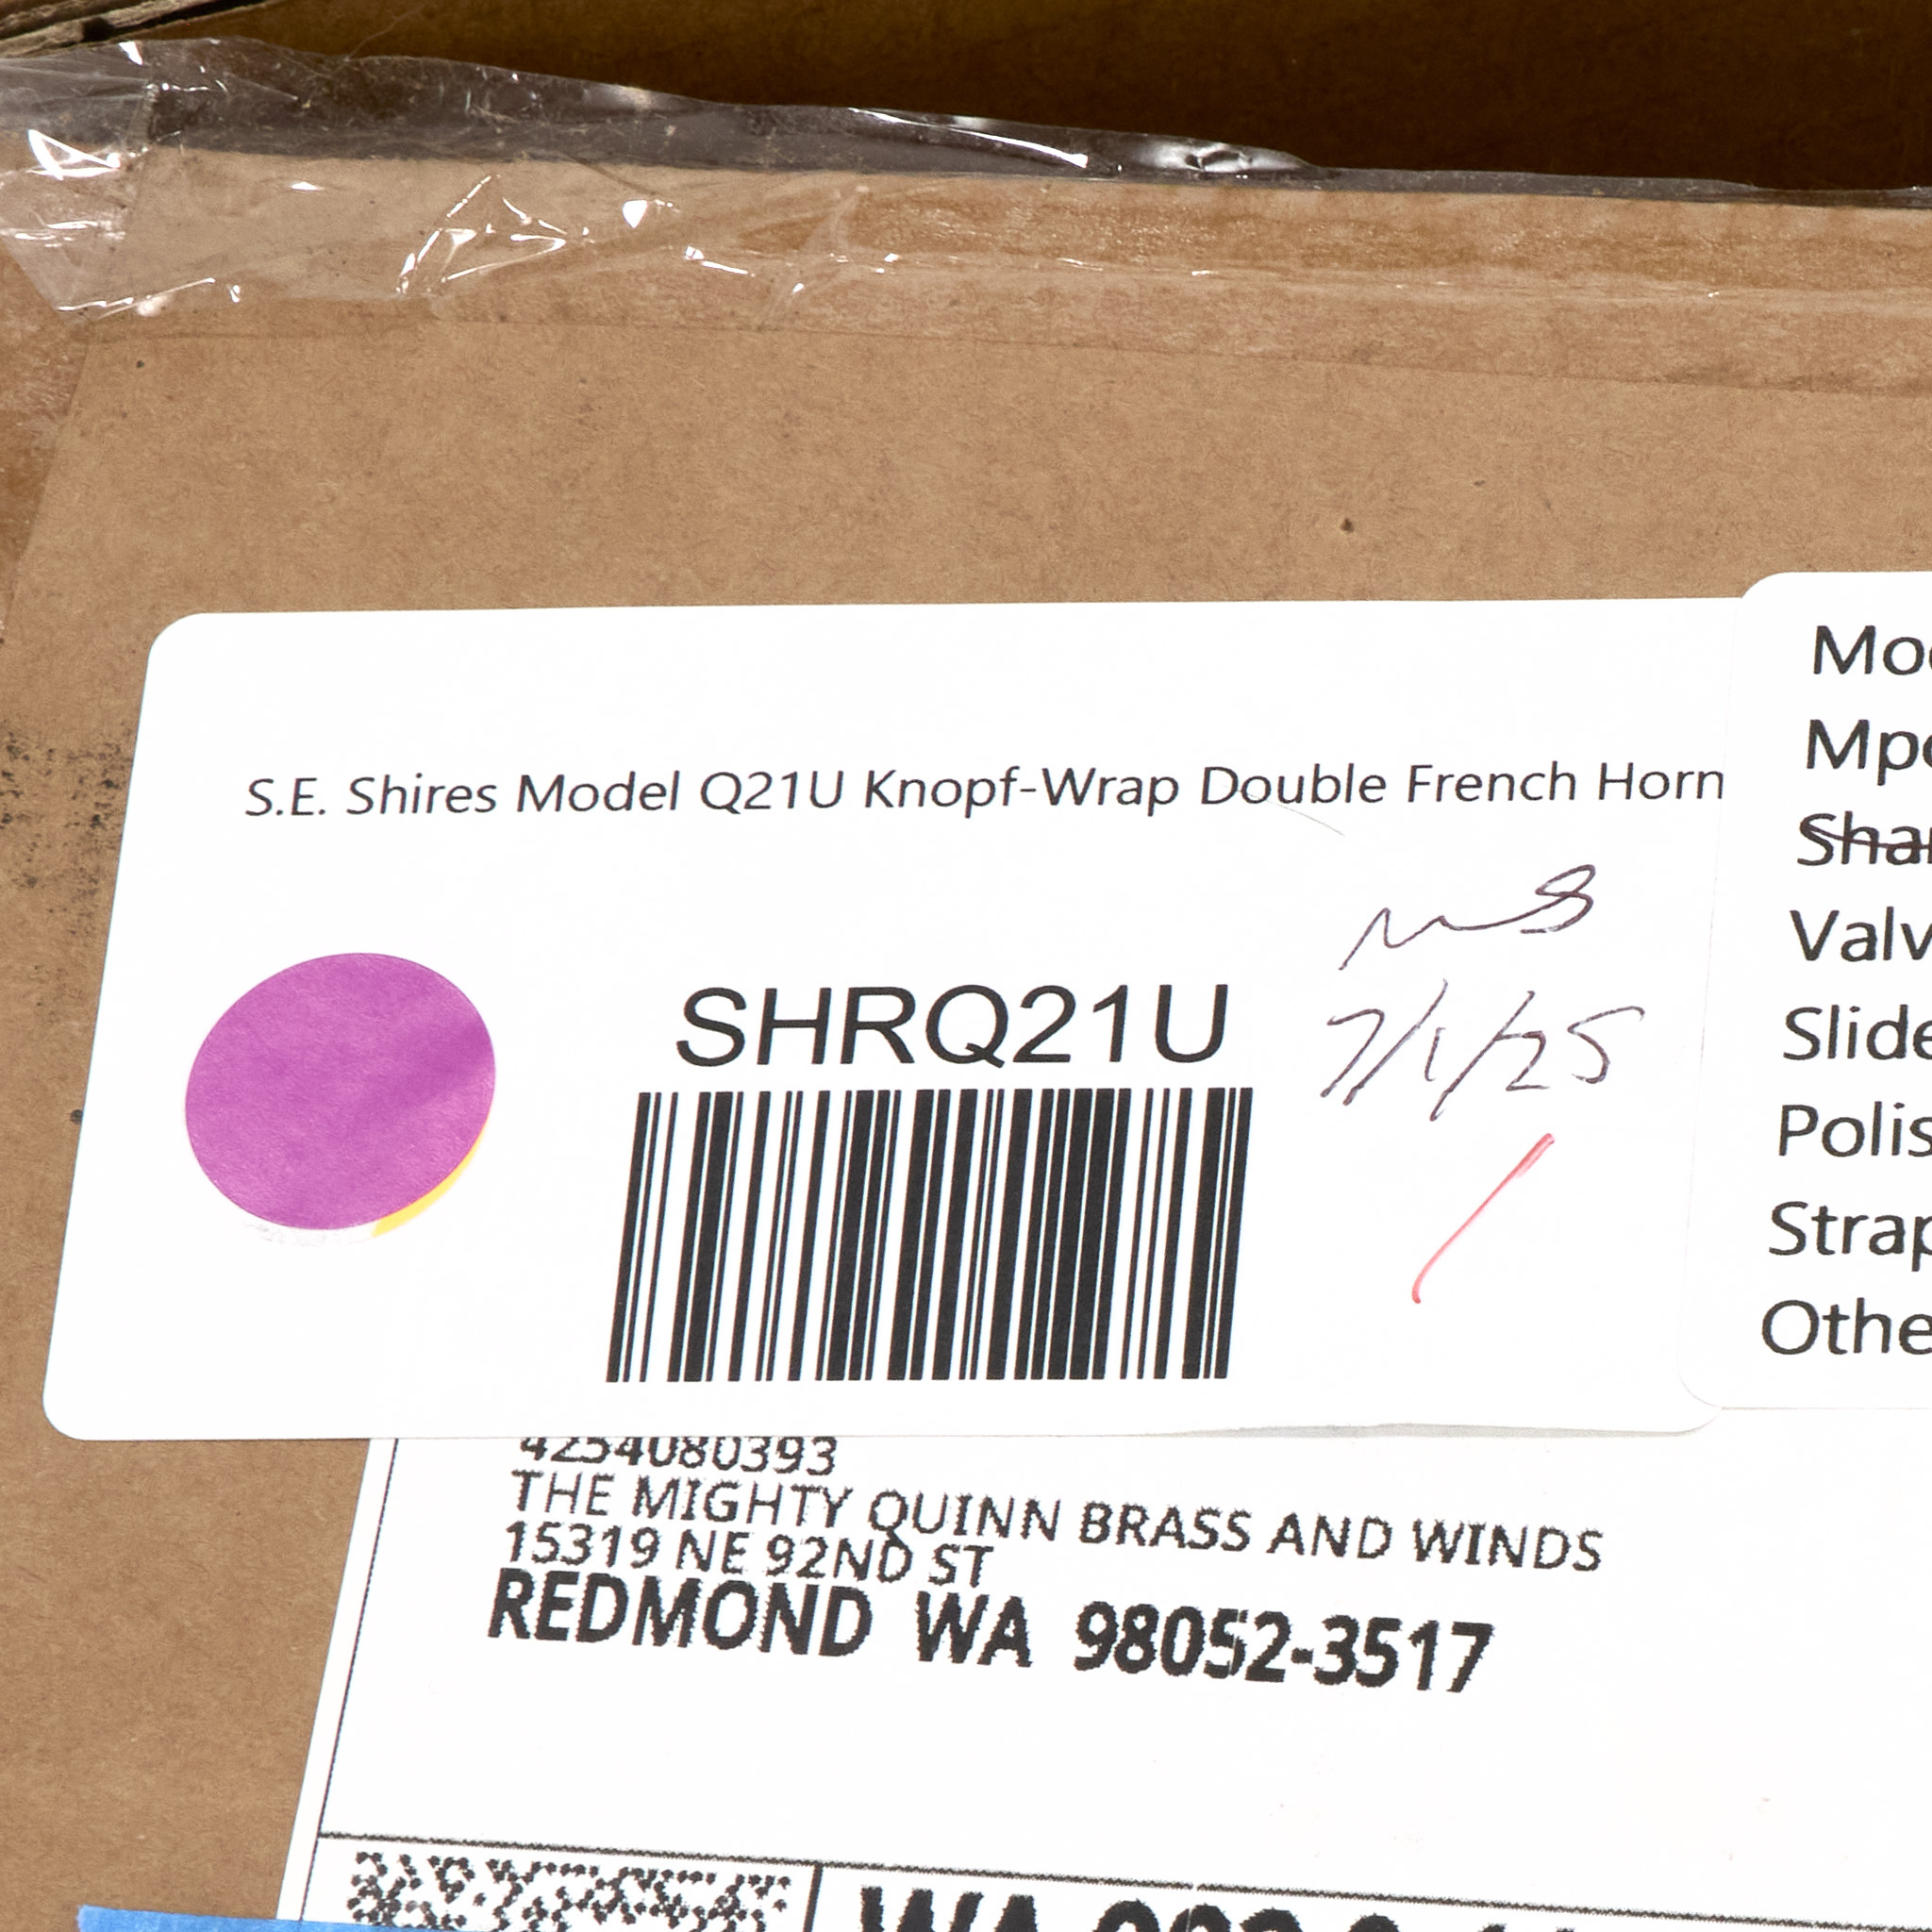 S.E. Shires Model Q21U Knopf-Wrap Double French Horn
SHRQ21U
7/1/25
4254080393
THE MIGHTY QUINN BRASS AND WINDS
15319 NE 92ND ST
REDMOND WA 98052-3517
WA
Mo
Mp
Sha
Valv
Slide
Polis
Strap
Othe